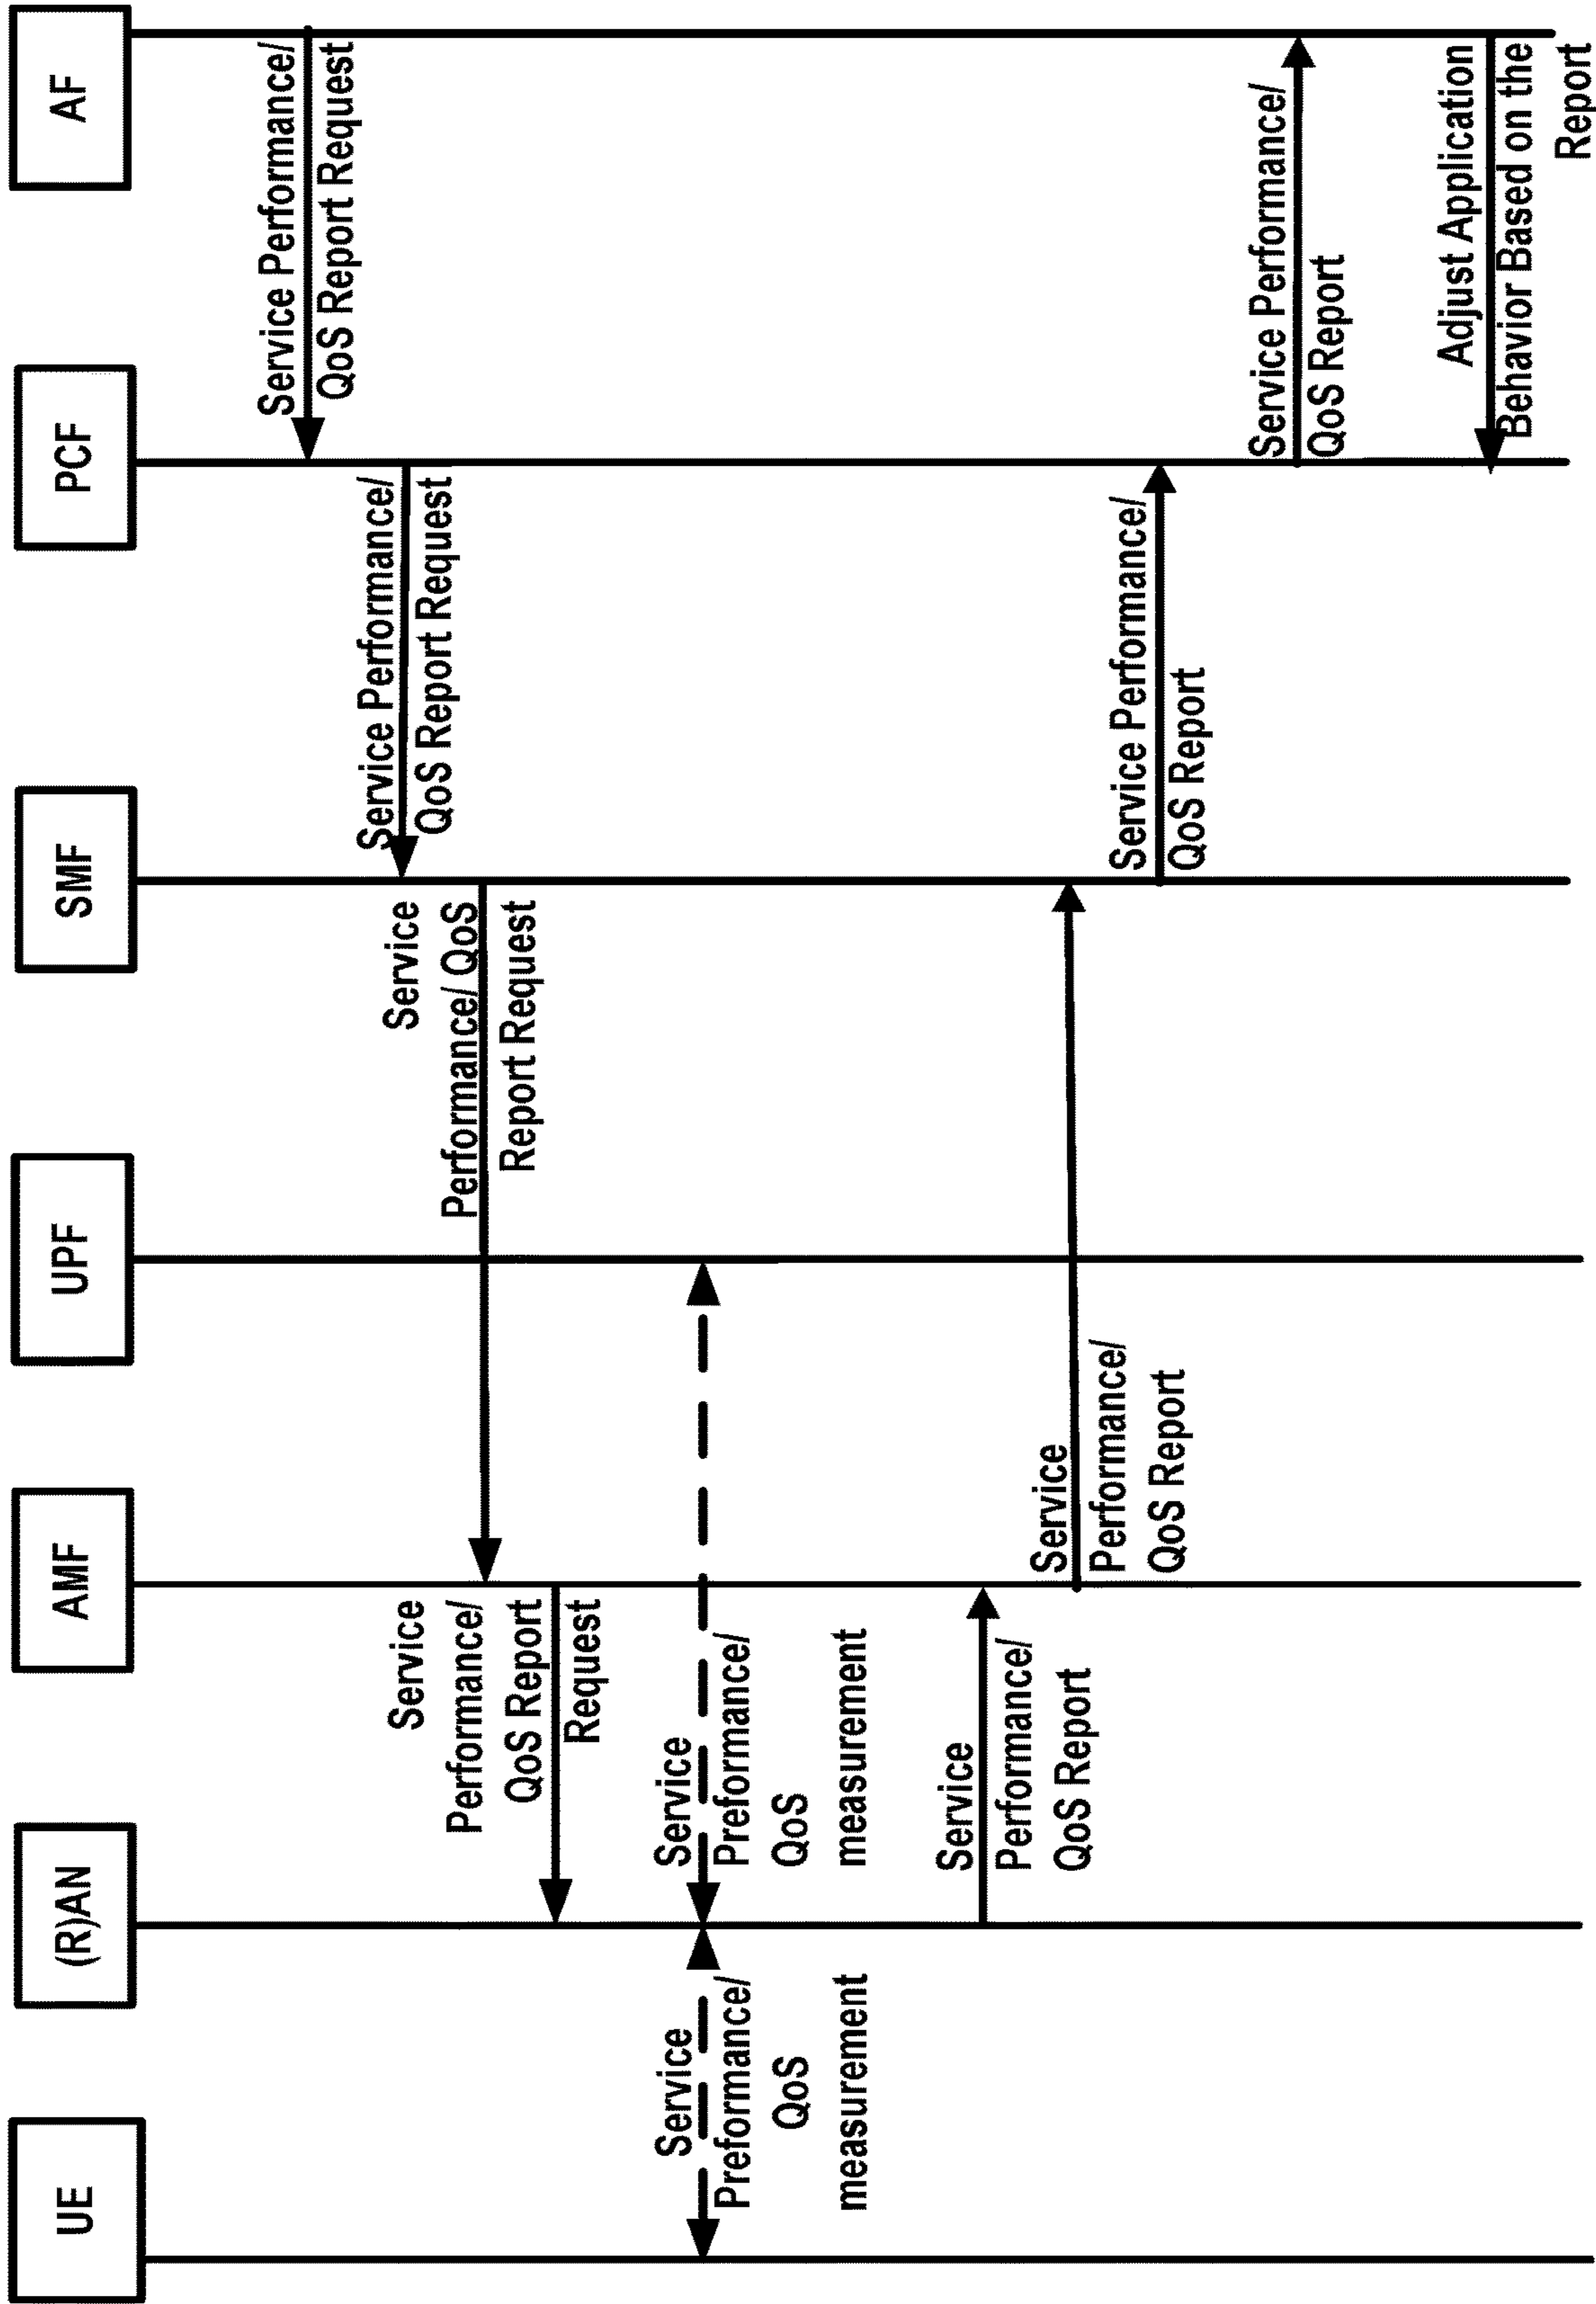 UE
(R)AN
AMF
UPF
SMF
PCF
AF
Service Performance/
QoS Report Request
Service Performance/
QoS Report Request
Service
Performance/ QoS
Report Request
Service
Performance/
QoS Report
Request
Service
Preformance/
QoS
measurement
Service
Preformance/
QoS
measurement
Service
Performance/
QoS Report
Service
Performance/
QoS Report
Service Performance/
QoS Report
Service Performance/
QoS Report
Adjust Application
Behavior Based on the
Report